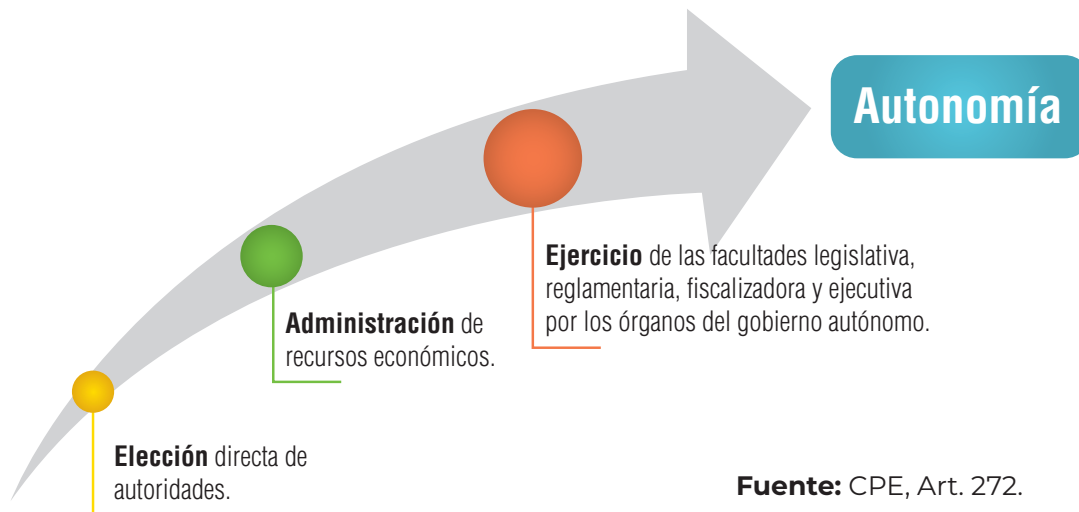 Autonomía
Ejercicio de las facultades legislativa,
reglamentaria, fiscalizadora y ejecutiva
por los órganos del gobierno autónomo.
Administración de
recursos económicos.
Elección directa de
autoridades.
Fuente: CPE, Art. 272.